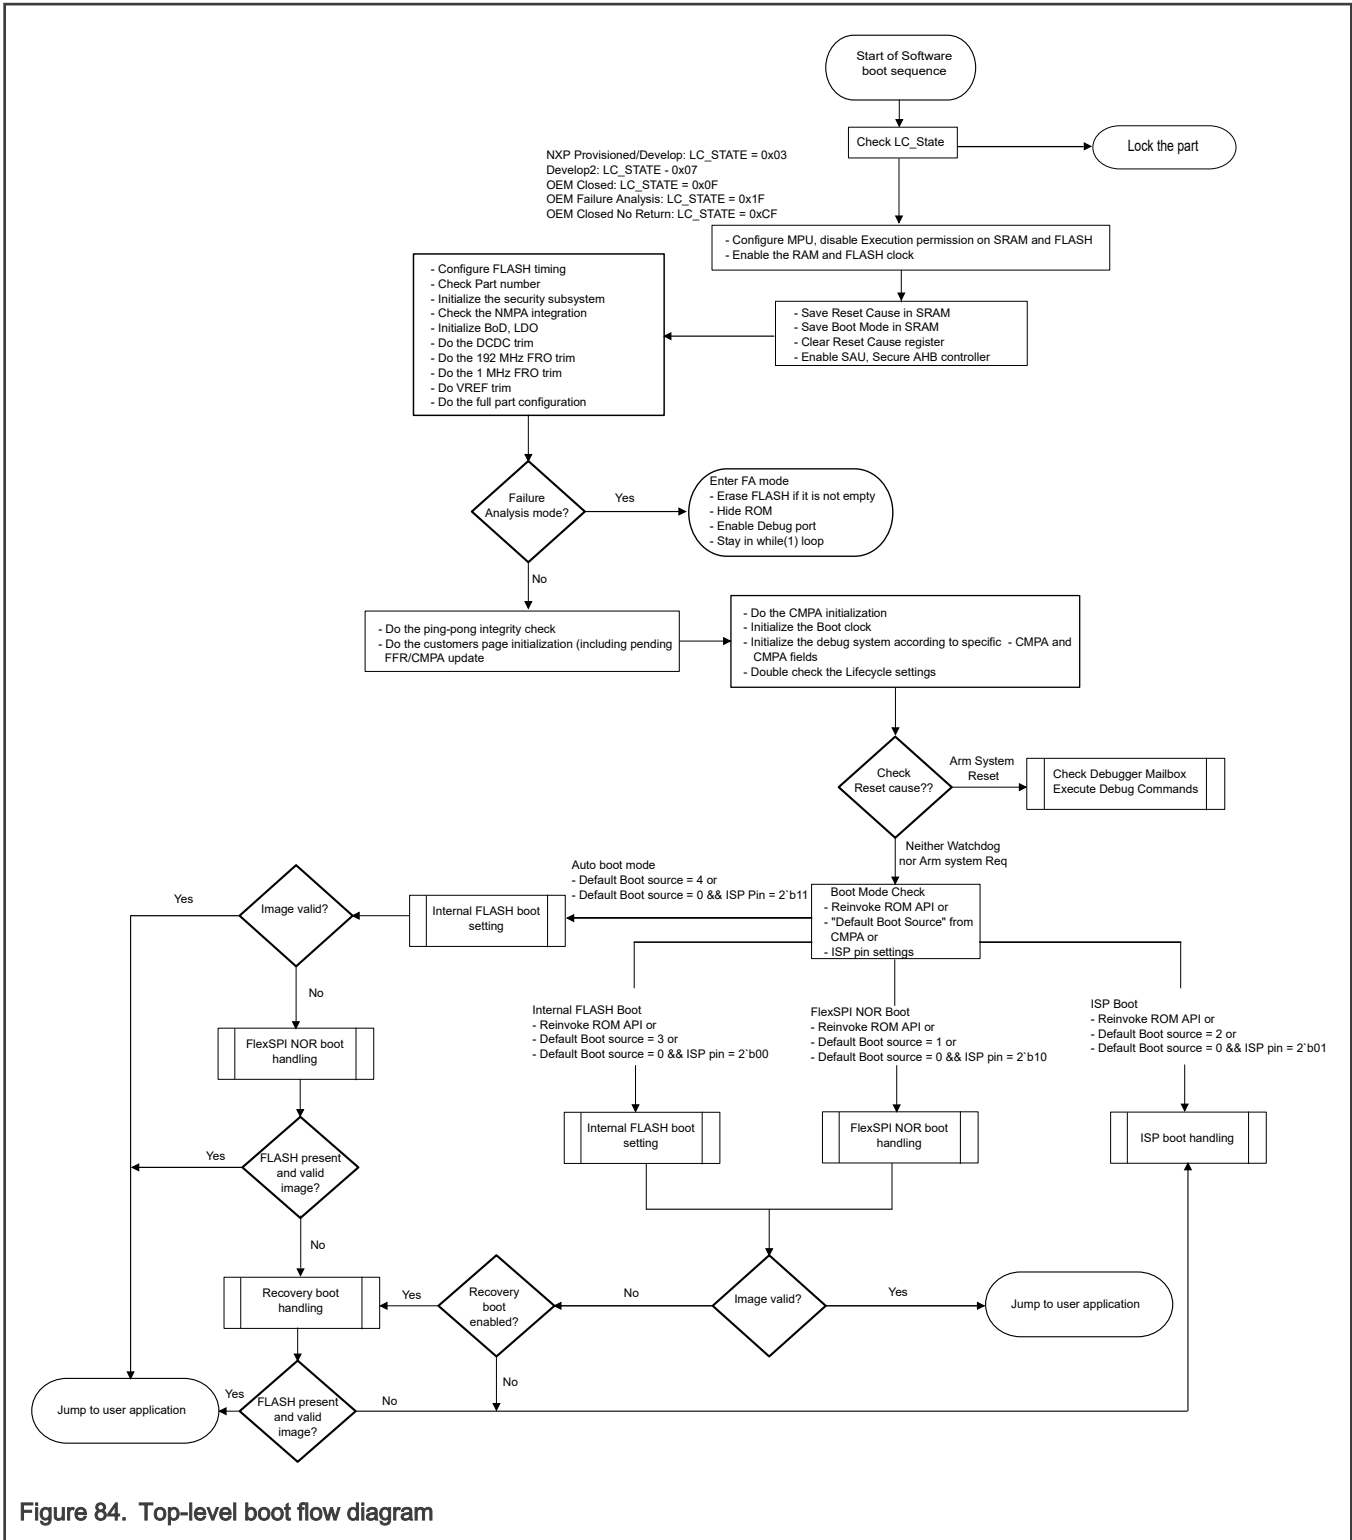 Start of Software
boot sequence
Check LC_State
Lock the part
NXP Provisioned/Develop: LC_STATE = 0x03
Develop2: LC_STATE - 0x07
OEM Closed: LC_STATE = 0x0F
OEM Failure Analysis: LC_STATE = 0x1F
OEM Closed No Return: LC_STATE = 0xCF
- Configure MPU, disable Execution permission on SRAM and FLASH
- Enable the RAM and FLASH clock
- Configure FLASH timing
- Check Part number
- Initialize the security subsystem
- Check the NMPA integration
- Initialize BoD, LDO
- Do the DCDC trim
- Do the 192 MHz FRO trim
- Do the 1 MHz FRO trim
- Do VREF trim
- Do the full part configuration
- Save Reset Cause in SRAM
- Save Boot Mode in SRAM
- Clear Reset Cause register
- Enable SAU, Secure AHB controller
Failure
Analysis mode?
Yes
Enter FA mode
- Erase FLASH if it is not empty
- Hide ROM
- Enable Debug port
- Stay in while(1) loop
No
- Do the ping-pong integrity check
- Do the customers page initialization (including pending
FFR/CMPA update
- Do the CMPA initialization
- Initialize the Boot clock
- Initialize the debug system according to specific - CMPA and
CMPA fields
- Double check the Lifecycle settings
Check
Reset cause??
Arm System
Reset
Check Debugger Mailbox
Execute Debug Commands
Neither Watchdog
nor Arm system Req
Auto boot mode
- Default Boot source = 4 or
- Default Boot source = 0 && ISP Pin = 2`b11
Boot Mode Check
- Reinvoke ROM API or
- "Default Boot Source" from
CMPA or
- ISP pin settings
Yes
Image valid?
Internal FLASH boot
setting
No
Internal FLASH Boot
- Reinvoke ROM API or
- Default Boot source = 3 or
- Default Boot source = 0 && ISP pin = 2`b00
FlexSPI NOR Boot
- Reinvoke ROM API or
- Default Boot source = 1 or
- Default Boot source = 0 && ISP pin = 2`b10
ISP Boot
- Reinvoke ROM API or
- Default Boot source = 2 or
- Default Boot source = 0 && ISP pin = 2`b01
FlexSPI NOR boot
handling
Internal FLASH boot
setting
FlexSPI NOR boot
handling
ISP boot handling
Yes
FLASH present
and valid
image?
No
Recovery boot
handling
Yes
Recovery
boot
enabled?
No
Image valid?
Yes
Jump to user application
No
Jump to user application
Yes
FLASH present
and valid
image?
No
Figure 84. Top-level boot flow diagram